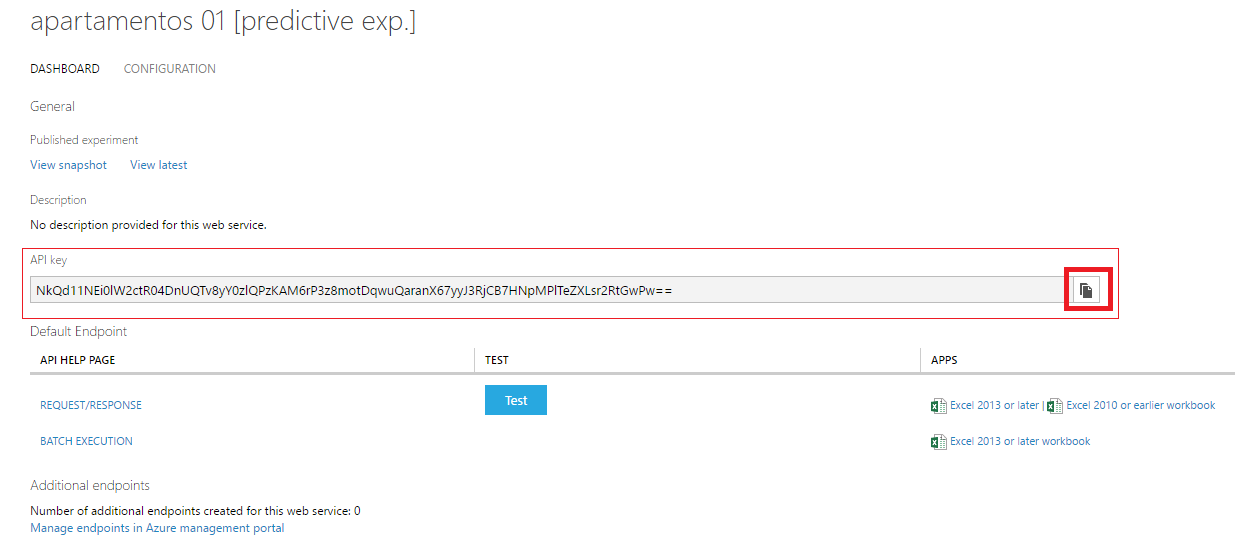 apartamentos 01 [predictive exp.]
DASHBOARD CONFIGURATION
General
Published experiment
View snapshot View latest
Description
No description provided for this web service.
API key
NkQd11NEi0lW2ctR04DnUQTv8yY0zlQPzKAM6rP3z8motDqwuQaranX67yyJ3RjCB7HNpMPlTeZXLsr2RtGwPw==
Default Endpoint
API HELP PAGE TEST APPS
REQUEST/RESPONSE Test Excel 2013 or later | Excel 2010 or earlier workbook
BATCH EXECUTION Excel 2013 or later workbook
Additional endpoints
Number of additional endpoints created for this web service: 0
Manage endpoints in Azure management portal